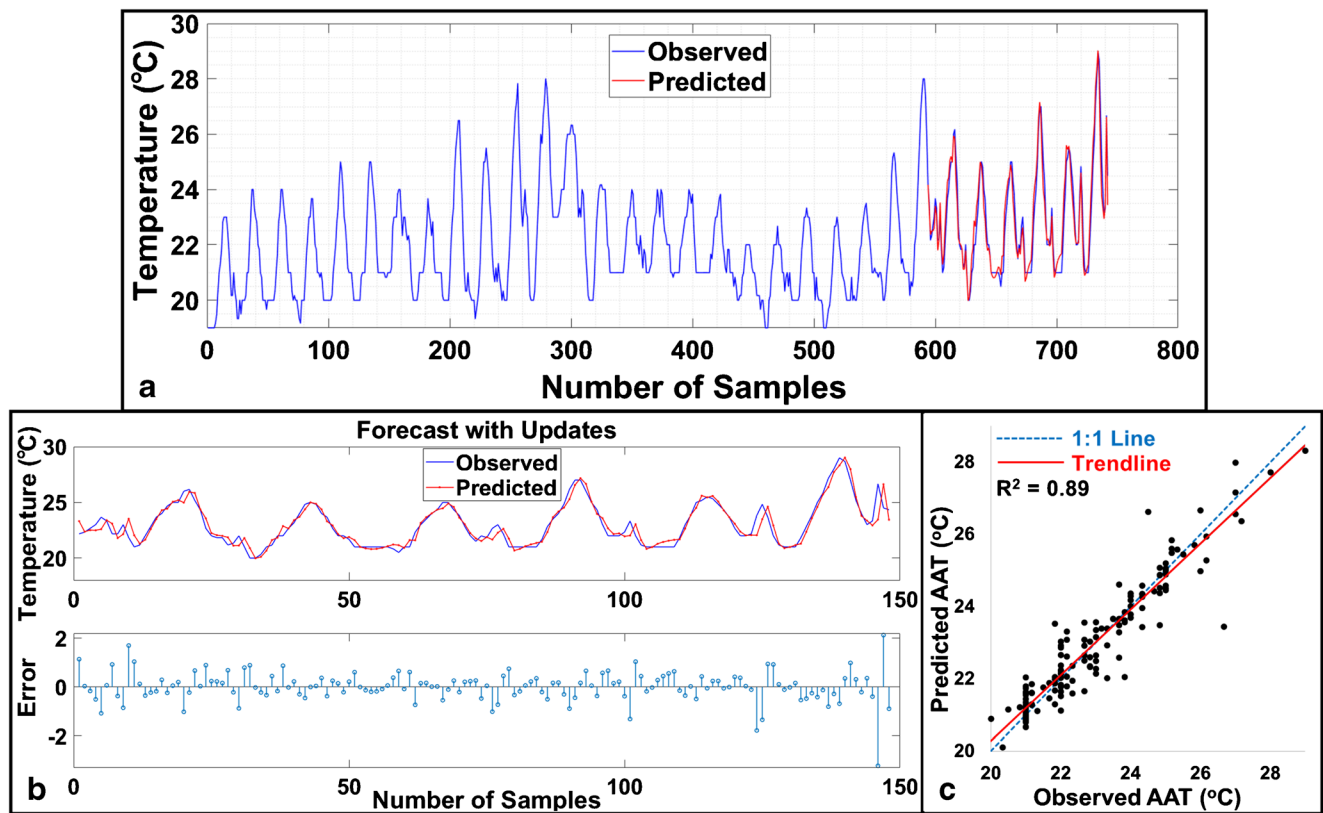 30
28
26
24
22
20
Temperature (°C)
Observed
Predicted
0 100 200 300 400 500 600 700 800
Number of Samples
a
Forecast with Updates
30
25
20
Temperature (°C)
Observed
Predicted
0 50 100 150
2
0
-2
Error
0 50 100 150
Number of Samples
b
1:1 Line
Trendline
R² = 0.89
28
26
24
22
20
Predicted AAT (°C)
20 22 24 26 28
Observed AAT (°C)
c